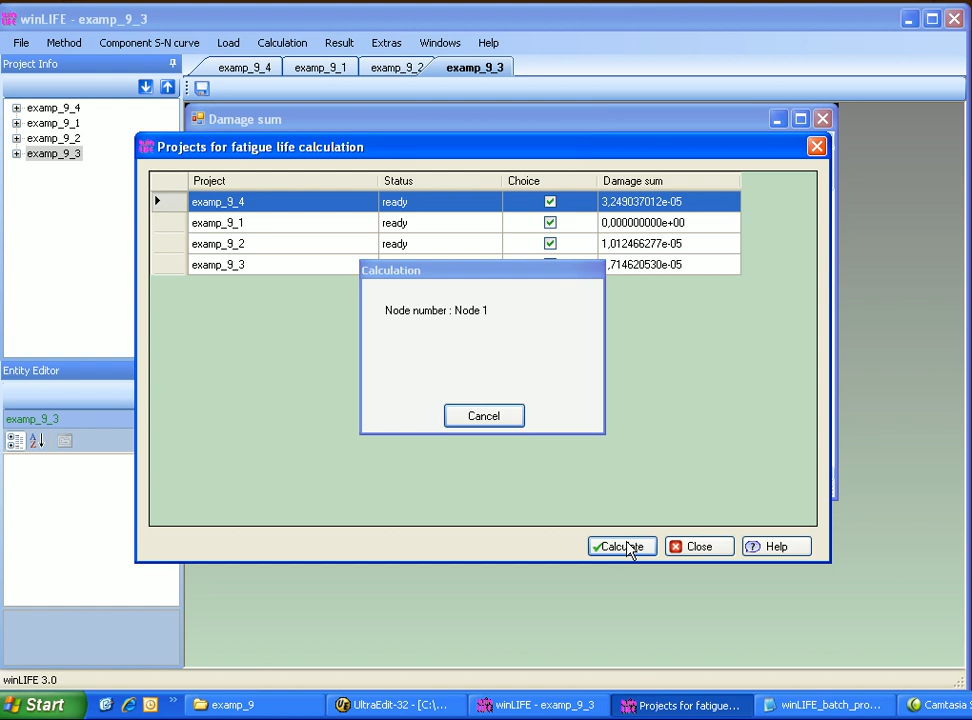 winLIFE - examp_9_3
File Method Component S-N curve Load Calculation Result Extras Windows Help
Project Info
examp_9_4 examp_9_1 examp_9_2 examp_9_3
examp_9_4
examp_9_1
examp_9_2
examp_9_3
Damage sum
Projects for fatigue life calculation
Project Status Choice Damage sum
examp_9_4 ready 3,249037012e-05
examp_9_1 ready 0,000000000e+00
examp_9_2 ready 1,012466277e-05
examp_9_3 ,714620530e-05
Calculation
Node number : Node 1
Cancel
Entity Editor
examp_9_3
Calculate Close Help
winLIFE 3.0
Start examp_9 UltraEdit-32 - [C:\... winLIFE - examp_9_3 Projects for fatigue... winLIFE_batch_pro... Camtasia